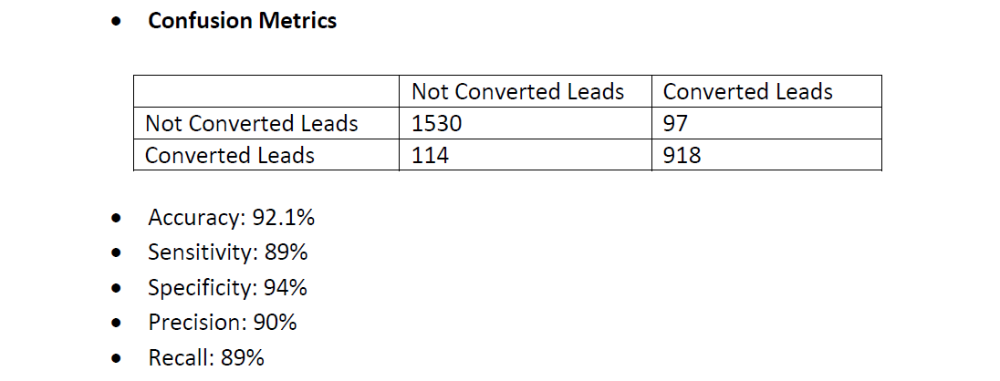 • Confusion Metrics
Not Converted Leads Converted Leads
Not Converted Leads 1530 97
Converted Leads 114 918
• Accuracy: 92.1%
• Sensitivity: 89%
• Specificity: 94%
• Precision: 90%
• Recall: 89%